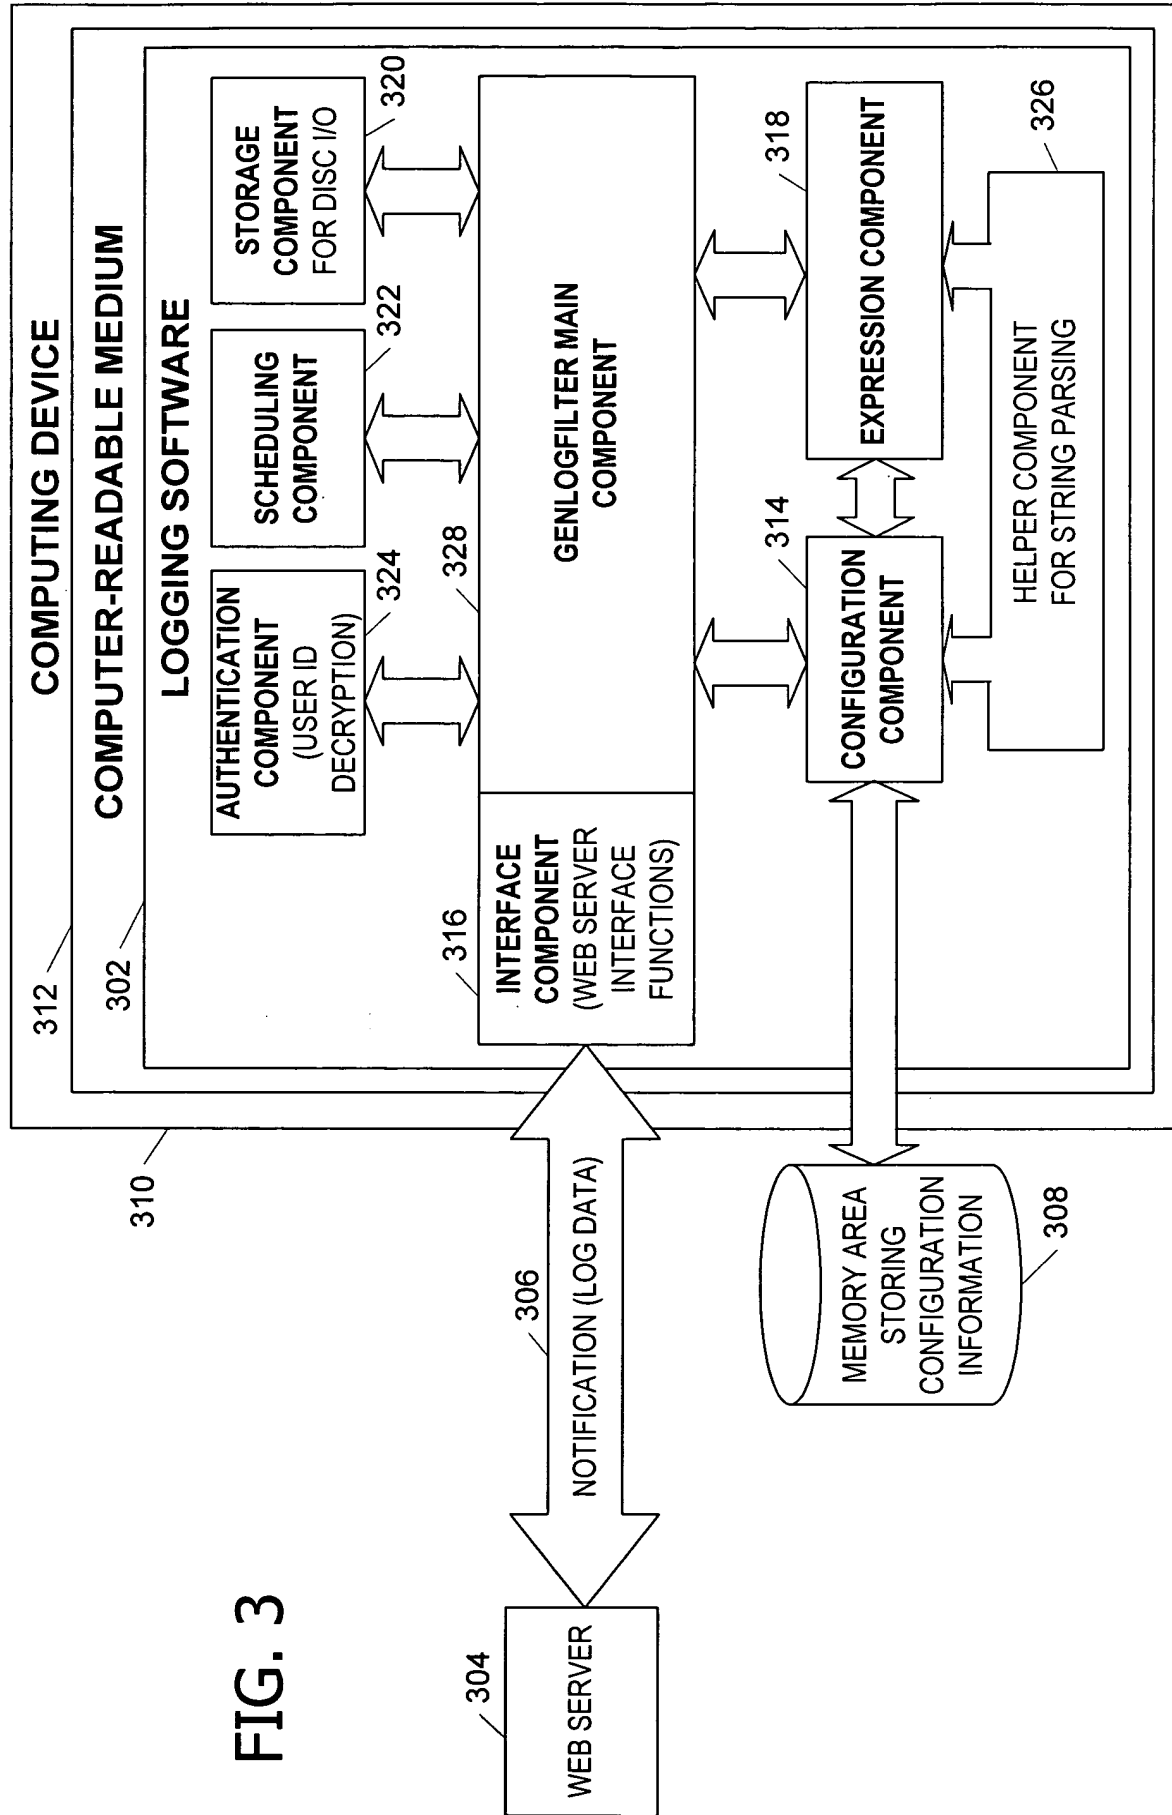 COMPUTING DEVICE
312
COMPUTER-READABLE MEDIUM
302
LOGGING SOFTWARE
AUTHENTICATION
COMPONENT
(USER ID
DECRYPTION)
324
SCHEDULING
COMPONENT
322
STORAGE
COMPONENT
FOR DISC I/O
320
316
INTERFACE
COMPONENT
(WEB SERVER
INTERFACE
FUNCTIONS)
328
GENLOGFILTER MAIN
COMPONENT
314
CONFIGURATION
COMPONENT
318
EXPRESSION COMPONENT
HELPER COMPONENT
FOR STRING PARSING
326
310
306
NOTIFICATION (LOG DATA)
MEMORY AREA
STORING
CONFIGURATION
INFORMATION
308
FIG. 3
304
WEB SERVER